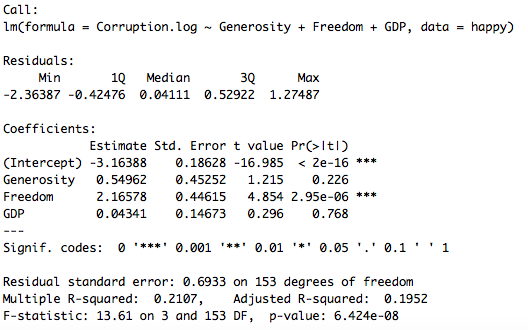 Call:
lm(formula = Corruption.log ~ Generosity + Freedom + GDP, data = happy)
Residuals:
     Min       1Q   Median       3Q      Max
-2.36387 -0.42476  0.04111  0.52922  1.27487
Coefficients:
            Estimate Std. Error t value Pr(>|t|)
(Intercept) -3.16388    0.18628 -16.985  < 2e-16 ***
Generosity   0.54962    0.45252   1.215    0.226
Freedom      2.16578    0.44615   4.854 2.95e-06 ***
GDP          0.04341    0.14673   0.296    0.768
---
Signif. codes:  0 '***' 0.001 '**' 0.01 '*' 0.05 '.' 0.1 ' ' 1
Residual standard error: 0.6933 on 153 degrees of freedom
Multiple R-squared:  0.2107,    Adjusted R-squared:  0.1952
F-statistic: 13.61 on 3 and 153 DF,  p-value: 6.424e-08